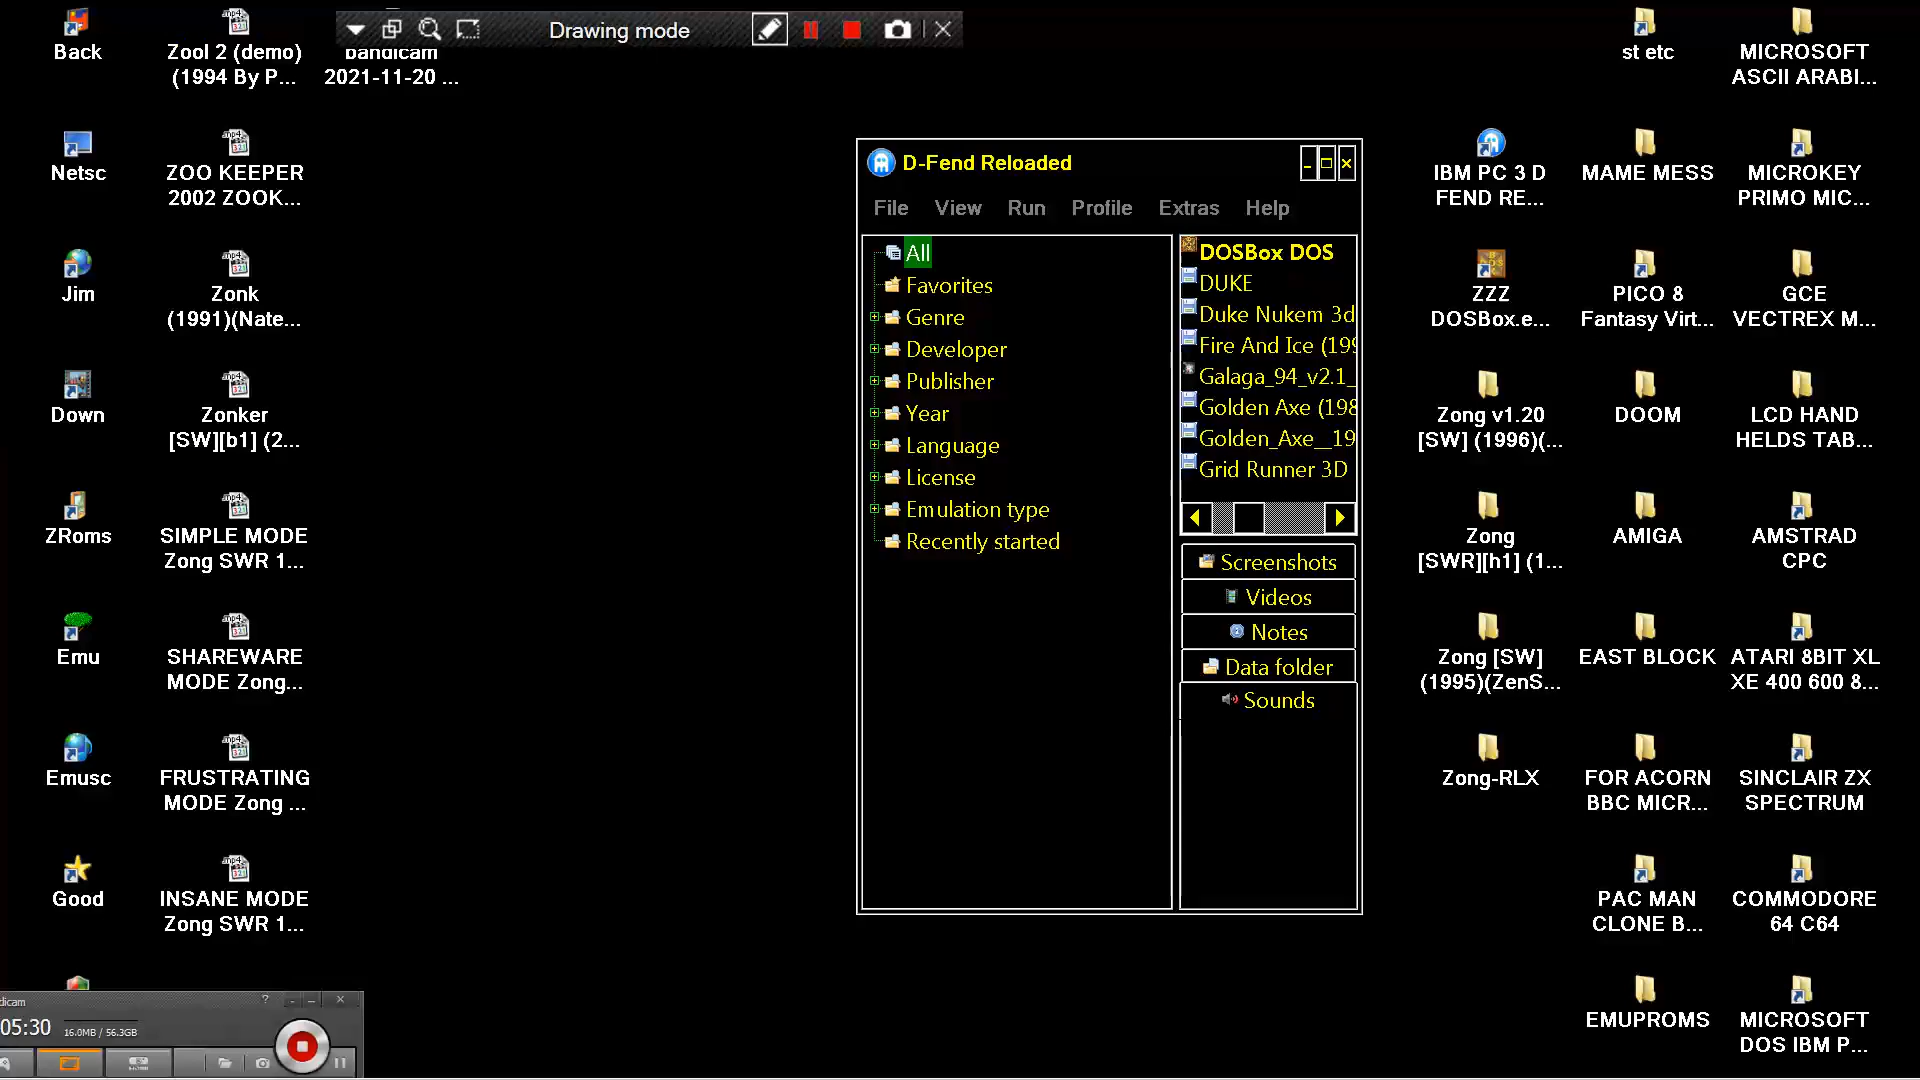 Drawing mode
Back
Zool 2 (demo)
(1994 By P...
bandicam
2021-11-20 ...
Netsc
ZOO KEEPER
2002 ZOOK...
Jim
Zonk
(1991)(Nate...
Down
Zonker
[SW][b1] (2...
ZRoms
SIMPLE MODE
Zong SWR 1...
Emu
SHAREWARE
MODE Zong...
Emusc
FRUSTRATING
MODE Zong ...
Good
INSANE MODE
Zong SWR 1...
dicam
05:30
16.0MB / 56.3GB
D-Fend Reloaded
File View Run Profile Extras Help
All
Favorites
Genre
Developer
Publisher
Year
Language
License
Emulation type
Recently started
DOSBox DOS
DUKE
Duke Nukem 3d
Fire And Ice (199
Galaga_94_v2.1_
Golden Axe (198
Golden_Axe__19
Grid Runner 3D
Screenshots
Videos
Notes
Data folder
Sounds
st etc
MICROSOFT
ASCII ARABI...
IBM PC 3 D
FEND RE...
MAME MESS
MICROKEY
PRIMO MIC...
ZZZ
DOSBox.e...
PICO 8
Fantasy Virt...
GCE
VECTREX M...
Zong v1.20
[SW] (1996)(...
DOOM
LCD HAND
HELDS TAB...
Zong
[SWR][h1] (1...
AMIGA
AMSTRAD
CPC
Zong [SW]
(1995)(ZenS...
EAST BLOCK
ATARI 8BIT XL
XE 400 600 8...
Zong-RLX
FOR ACORN
BBC MICR...
SINCLAIR ZX
SPECTRUM
PAC MAN
CLONE B...
COMMODORE
64 C64
EMUPROMS
MICROSOFT
DOS IBM P...